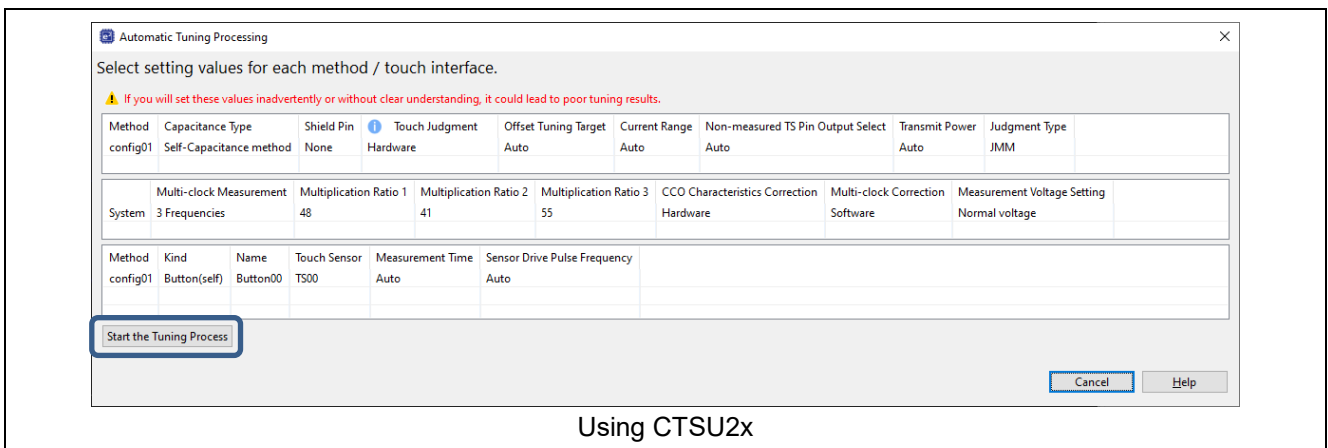 Automatic Tuning Processing
Select setting values for each method / touch interface.
If you will set these values inadvertently or without clear understanding, it could lead to poor tuning results.
Method Capacitance Type Shield Pin Touch Judgment Offset Tuning Target Current Range Non-measured TS Pin Output Select Transmit Power Judgment Type
config01 Self-Capacitance method None Hardware Auto Auto Auto Auto JMM
Multi-clock Measurement Multiplication Ratio 1 Multiplication Ratio 2 Multiplication Ratio 3 CCO Characteristics Correction Multi-clock Correction Measurement Voltage Setting
System 3 Frequencies 48 41 55 Hardware Software Normal voltage
Method Kind Name Touch Sensor Measurement Time Sensor Drive Pulse Frequency
config01 Button(self) Button00 TS00 Auto Auto
Start the Tuning Process
Cancel Help
Using CTSU2x